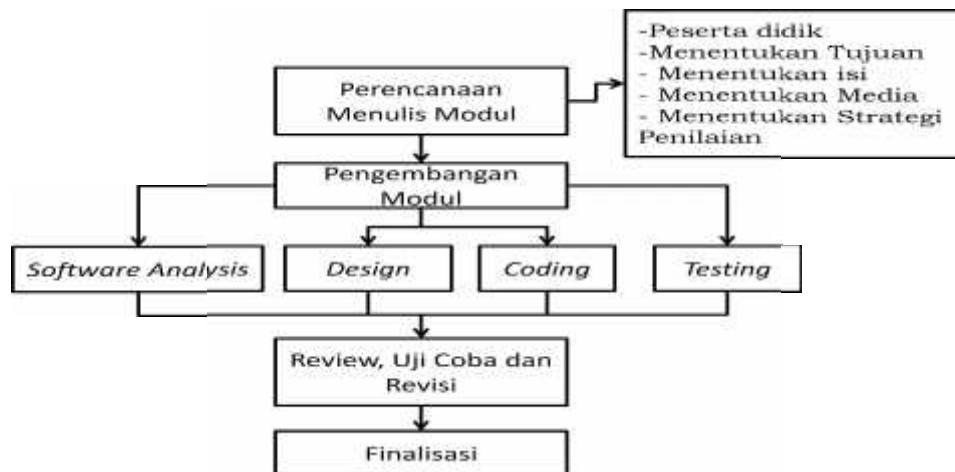 Perencanaan
Menulis Modul
-Peserta didik
-Menentukan Tujuan
- Menentukan isi
- Menentukan Media
- Menentukan Strategi
Penilaian
Pengembangan
Modul
Software Analysis
Design
Coding
Testing
Review, Uji Coba dan
Revisi
Finalisasi